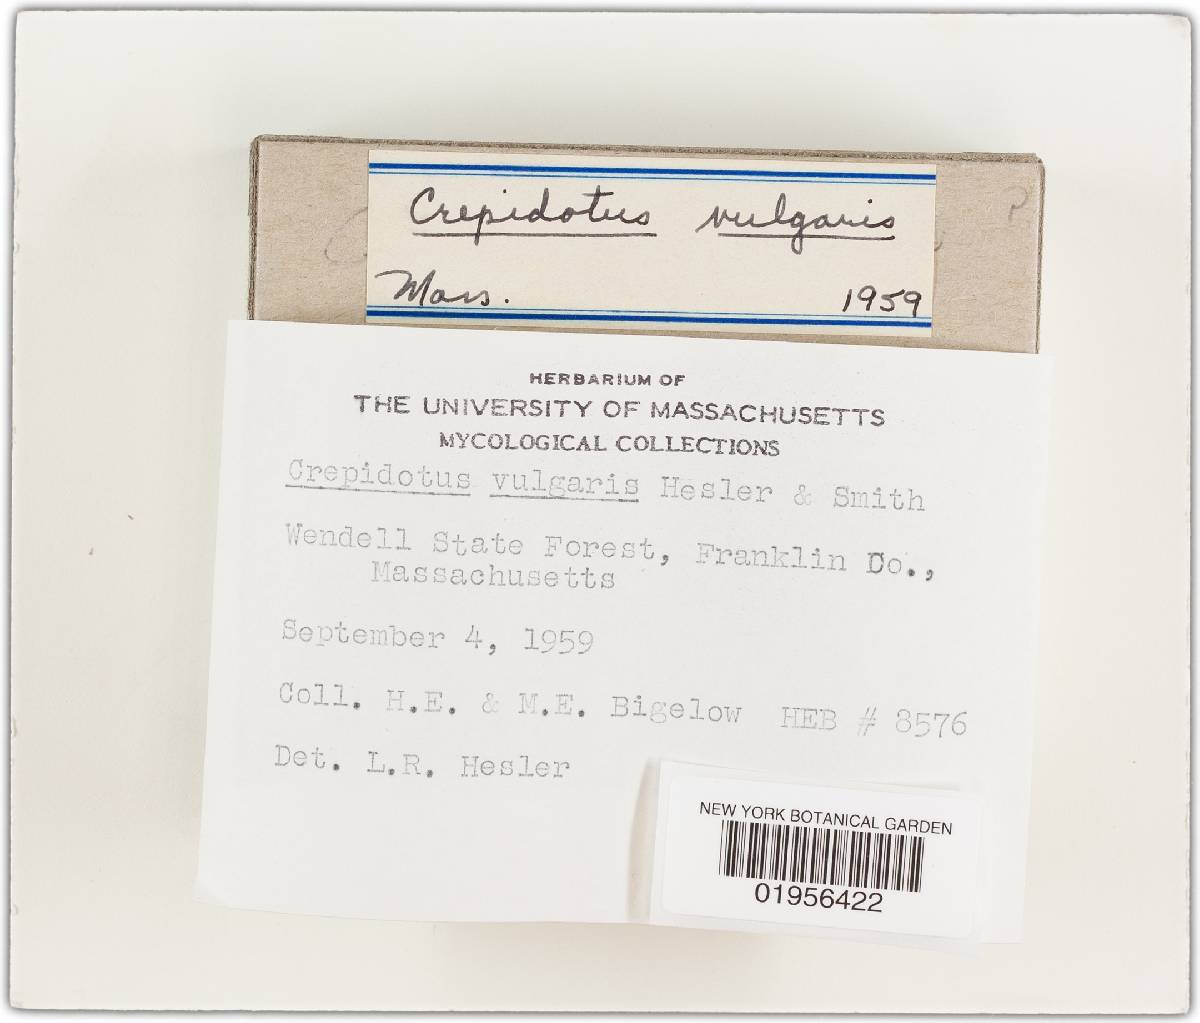 Crepidotus vulgaris
Mass. 1959
P
HERBARIUM OF
THE UNIVERSITY OF MASSACHUSETTS
MYCOLOGICAL COLLECTIONS
Crepidotus vulgaris Hesler & Smith
Wendell State Forest, Franklin Co.,
Massachusetts
September 4, 1959
Coll. H.E. & M.E. Bigelow HEB # 8576
Det. L.R. Hesler
NEW YORK BOTANICAL GARDEN
01956422